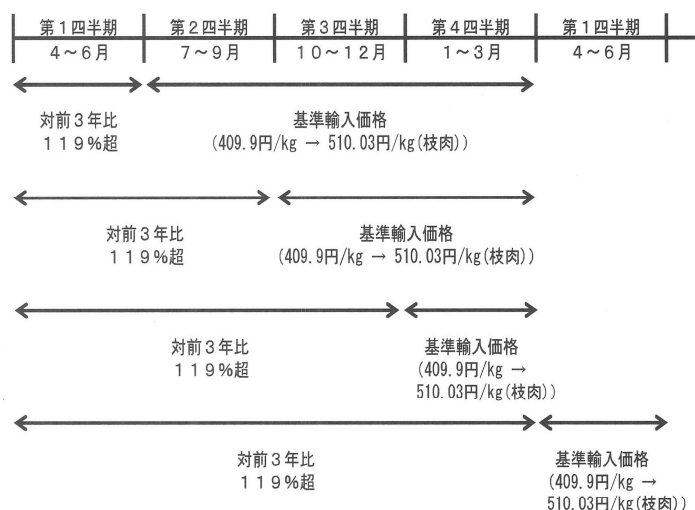 第1四半期 第2四半期 第3四半期 第4四半期 第1四半期
4~6月 7~9月 10~12月 1~3月 4~6月
対前3年比 基準輸入価格
119%超 (409.9円/kg → 510.03円/kg(枝肉))
対前3年比 基準輸入価格
119%超 (409.9円/kg → 510.03円/kg(枝肉))
対前3年比 基準輸入価格
119%超 (409.9円/kg →
510.03円/kg(枝肉))
対前3年比 基準輸入価格
119%超 (409.9円/kg →
510.03円/kg(枝肉))